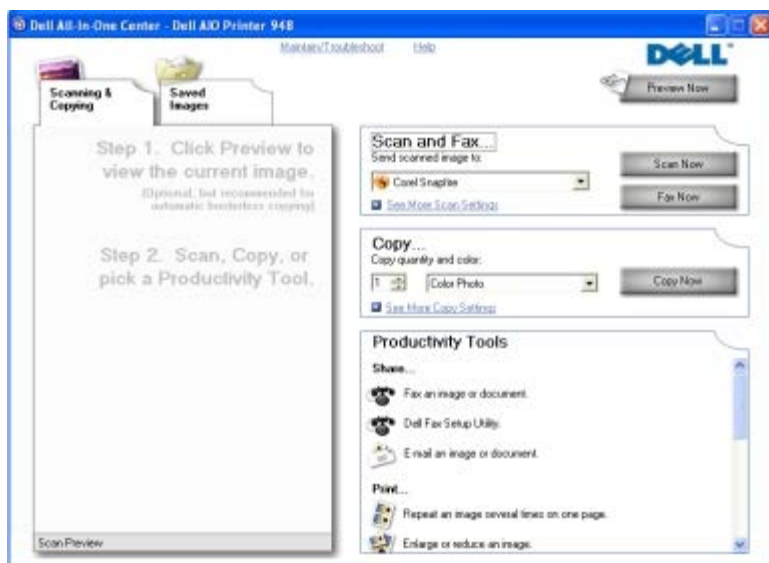 Dell All-In-One Center - Dell AIO Printer 948
Maintain/Troubleshoot Help
DELL
Scanning &
Copying
Saved
Images
Preview Now
Step 1. Click Preview to
view the current image.
(Optional, but recommended for
automatic borderless copying)
Step 2. Scan, Copy, or
pick a Productivity Tool.
Scan Preview
Scan and Fax...
Send scanned image to:
Corel Snapfire
See More Scan Settings
Scan Now
Fax Now
Copy...
Copy quantity and color:
1 Color Photo
See More Copy Settings
Copy Now
Productivity Tools
Share...
Fax an image or document.
Dell Fax Setup Utility.
E-mail an image or document.
Print...
Repeat an image several times on one page.
Enlarge or reduce an image.